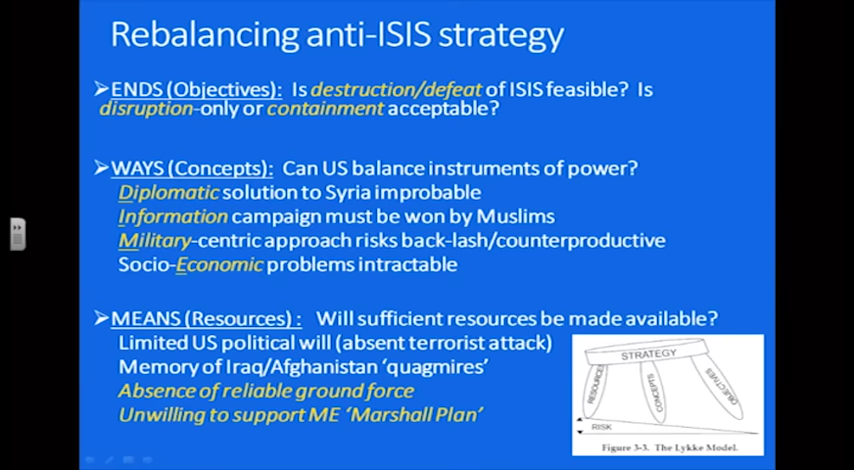 Rebalancing anti-ISIS strategy
➢ENDS (Objectives): Is destruction/defeat of ISIS feasible? Is
disruption-only or containment acceptable?
➢WAYS (Concepts): Can US balance instruments of power?
Diplomatic solution to Syria improbable
Information campaign must be won by Muslims
Military-centric approach risks back-lash/counterproductive
Socio-Economic problems intractable
➢MEANS (Resources) : Will sufficient resources be made available?
Limited US political will (absent terrorist attack)
Memory of Iraq/Afghanistan ‘quagmires’
Absence of reliable ground force
Unwilling to support ME ‘Marshall Plan’
STRATEGY
RESOURCES
CONCEPTS
OBJECTIVES
RISK
Figure 3-3. The Lykke Model.